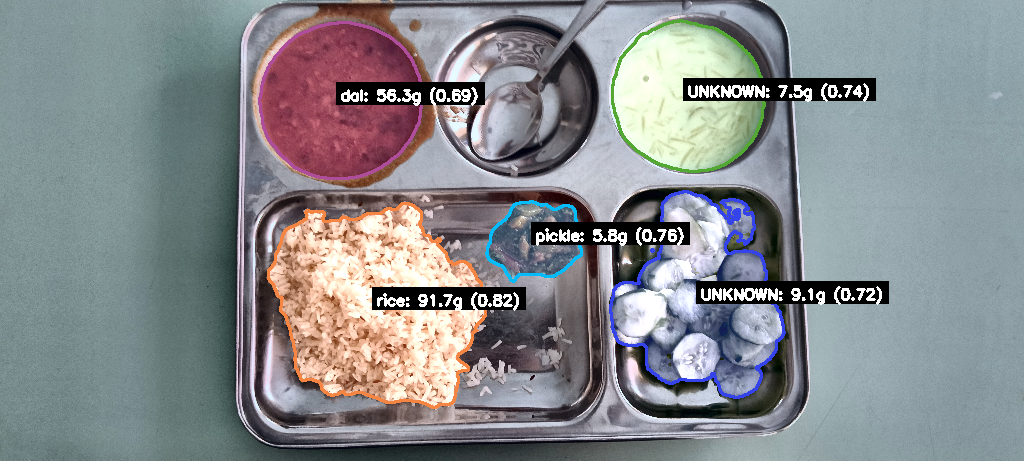 dal: 56.3g (0.69)
UNKNOWN: 7.5g (0.74)
pickle: 5.8g (0.76)
rice: 91.7g (0.82)
UNKNOWN: 9.1g (0.72)